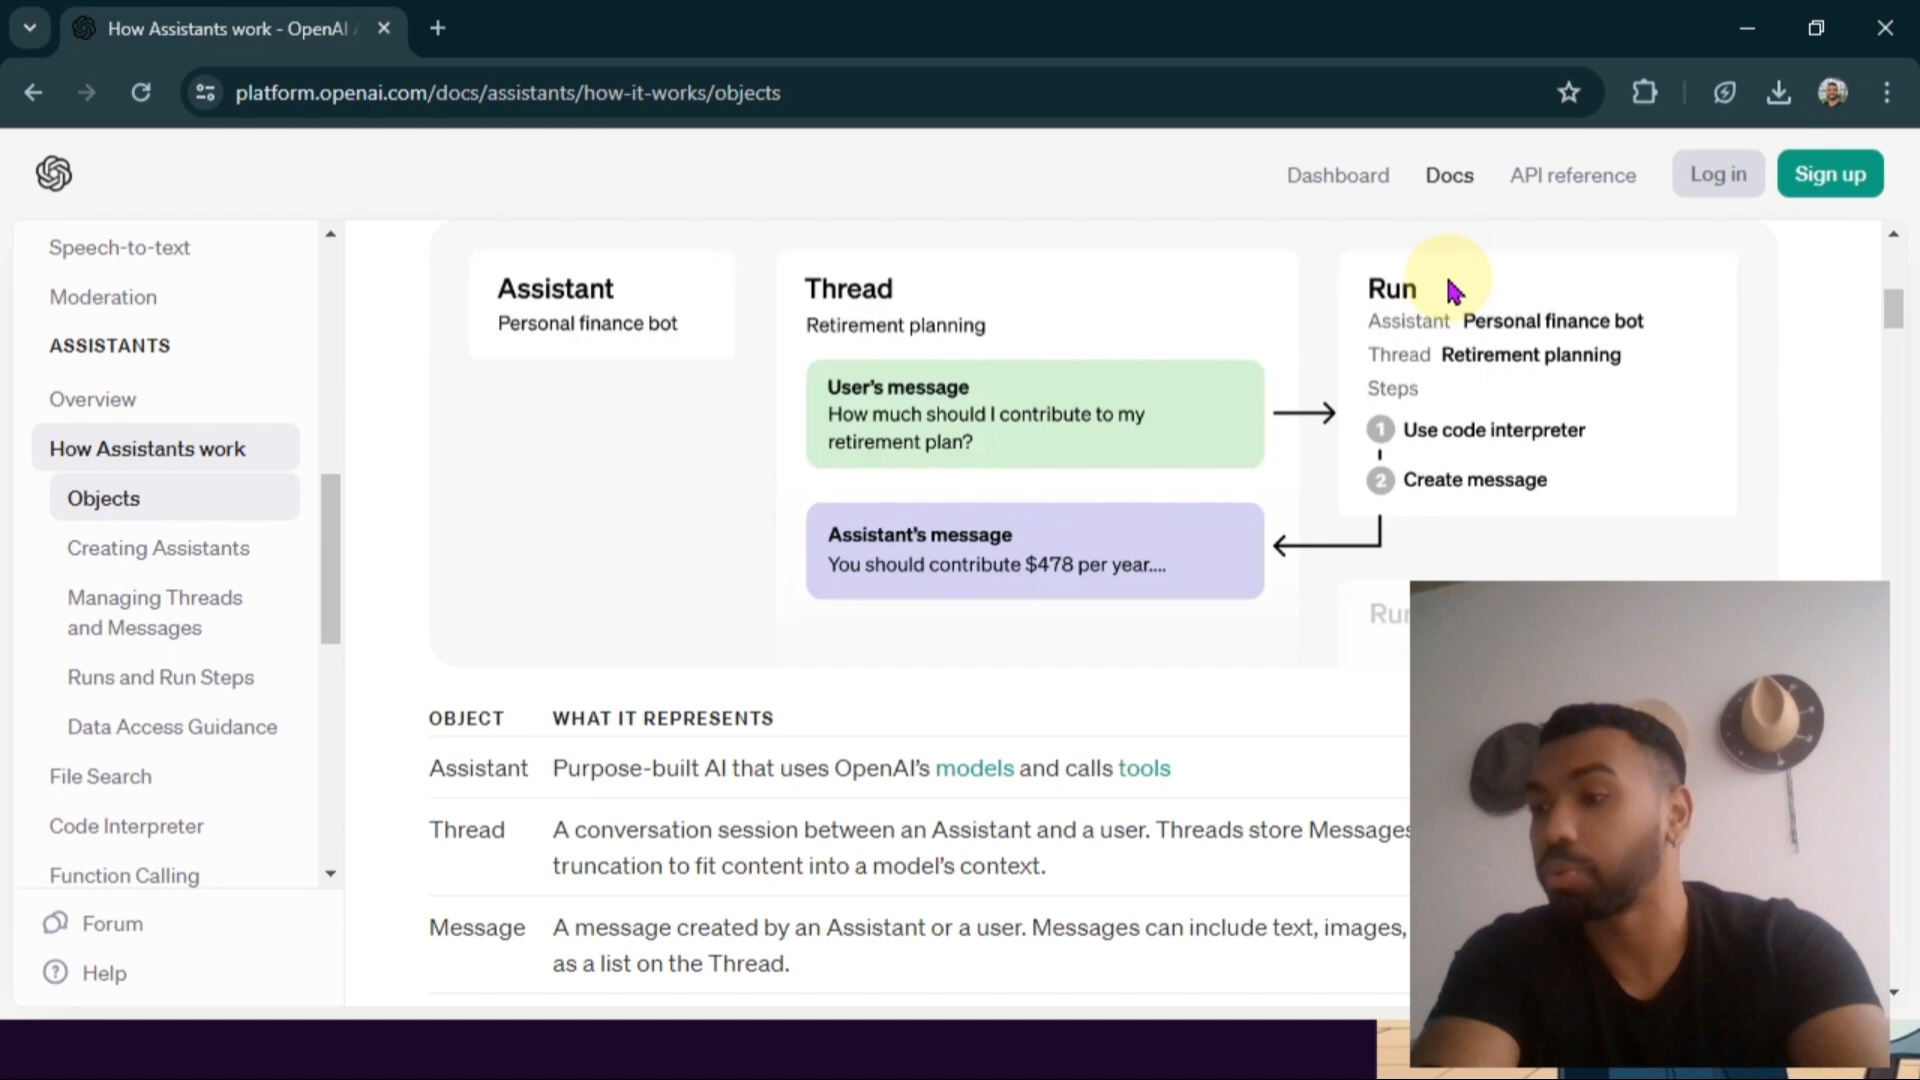 How Assistants work - OpenAI
platform.openai.com/docs/assistants/how-it-works/objects
Dashboard
Docs
API reference
Log in
Sign up
Speech-to-text
Moderation
ASSISTANTS
Overview
How Assistants work
Objects
Creating Assistants
Managing Threads
and Messages
Runs and Run Steps
Data Access Guidance
File Search
Code Interpreter
Function Calling
Forum
Help
Assistant
Personal finance bot
Thread
Retirement planning
User's message
How much should I contribute to my
retirement plan?
Assistant's message
You should contribute $478 per year....
Run
Assistant Personal finance bot
Thread Retirement planning
Steps
1 Use code interpreter
2 Create message
OBJECT WHAT IT REPRESENTS
Assistant Purpose-built AI that uses OpenAI's models and calls tools
Thread A conversation session between an Assistant and a user. Threads store Messages
truncation to fit content into a model's context.
Message A message created by an Assistant or a user. Messages can include text, images,
as a list on the Thread.